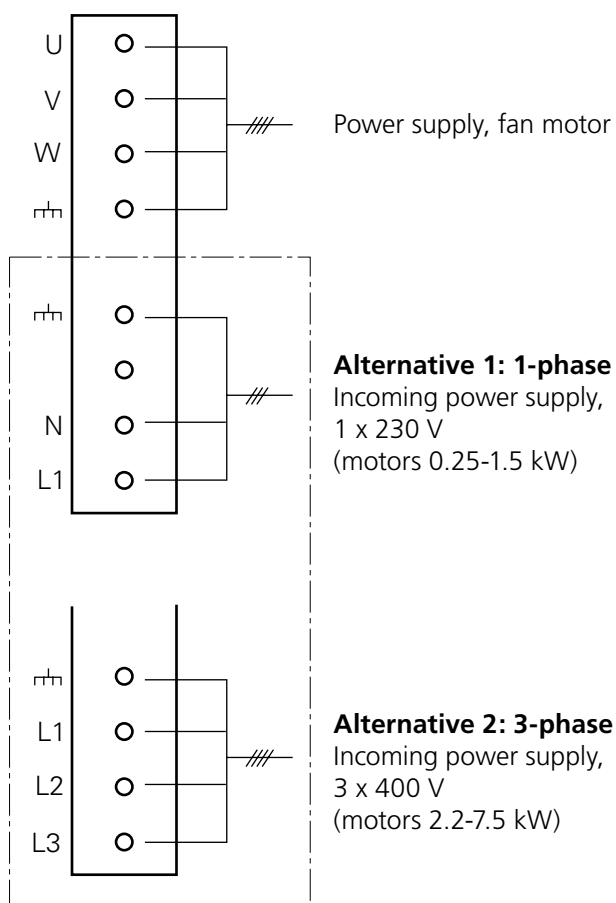 U
V
W
Power supply, fan motor
N
L1
Alternative 1: 1-phase
Incoming power supply,
1 x 230 V
(motors 0.25-1.5 kW)
L1
L2
L3
Alternative 2: 3-phase
Incoming power supply,
3 x 400 V
(motors 2.2-7.5 kW)